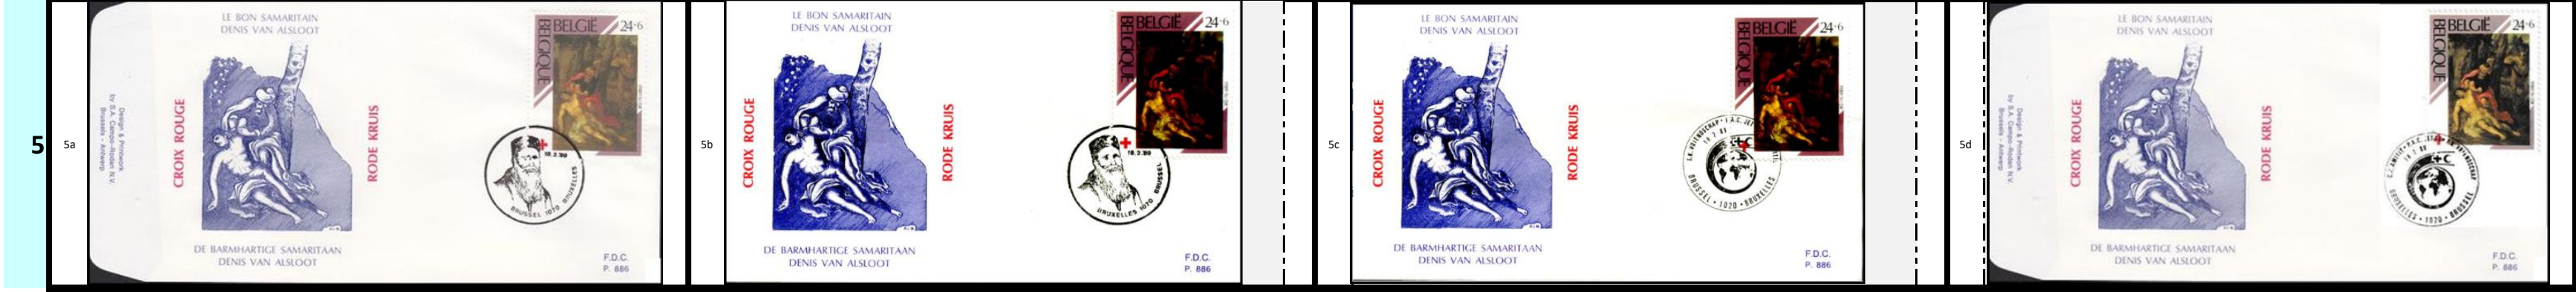 5
5a
Design & Printwork
by S.A. Campo-Roden N.V.
Brussels - Antwerp
LE BON SAMARITAIN
DENIS VAN ALSLOOT
CROIX ROUGE
RODE KRUIS
BELGIQUE
BELGIË
24+6
18.2.89
BRUSSEL 1070 BRUXELLES
DE BARMHARTIGE SAMARITAAN
DENIS VAN ALSLOOT
F.D.C.
P. 886
5b
LE BON SAMARITAIN
DENIS VAN ALSLOOT
CROIX ROUGE
RODE KRUIS
BELGIQUE
BELGIË
24+6
18.2.89
BRUXELLES 1070 BRUSSEL
DE BARMHARTIGE SAMARITAAN
DENIS VAN ALSLOOT
F.D.C.
P. 886
5c
LE BON SAMARITAIN
DENIS VAN ALSLOOT
CROIX ROUGE
RODE KRUIS
BELGIQUE
BELGIË
24+6
BRUSSEL • 1020 • BRUXELLES
DE BARMHARTIGE SAMARITAAN
DENIS VAN ALSLOOT
F.D.C.
P. 886
5d
Design & Printwork
by S.A. Campo-Roden N.V.
Brussels - Antwerp
LE BON SAMARITAIN
DENIS VAN ALSLOOT
CROIX ROUGE
RODE KRUIS
BELGIQUE
BELGIË
24+6
BRUXELLES • 1020 • BRUSSEL
DE BARMHARTIGE SAMARITAAN
DENIS VAN ALSLOOT
F.D.C.
P. 886